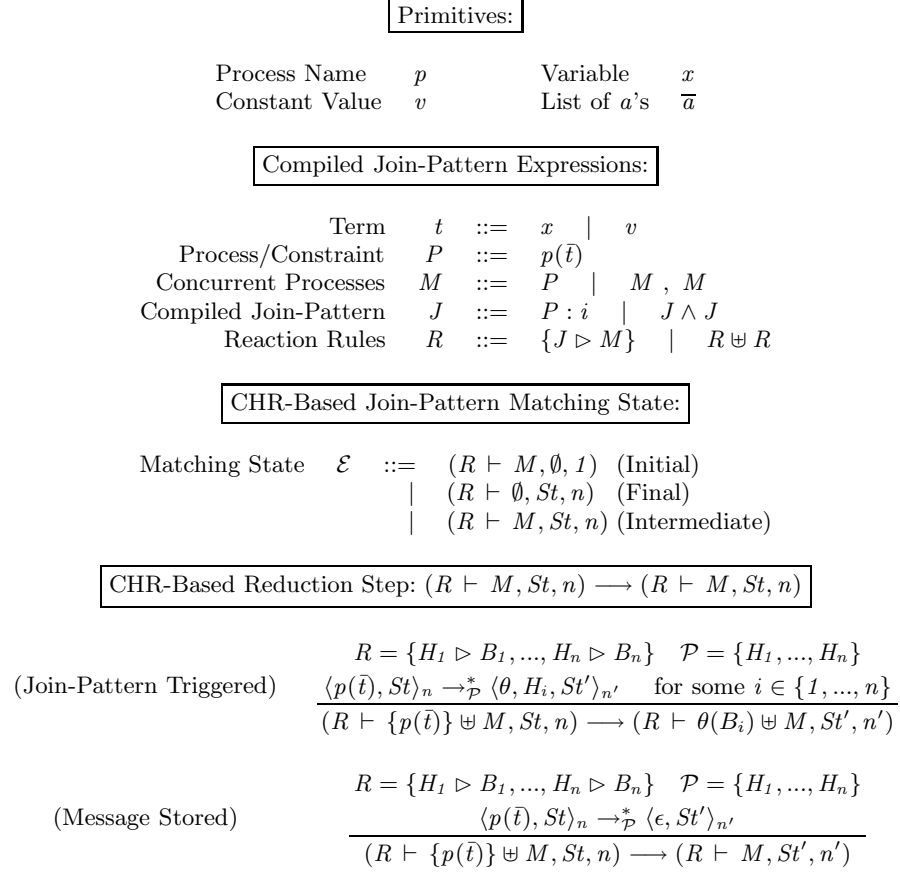 Primitives:
Process Name p Variable x
Constant Value v List of a's a̅
Compiled Join-Pattern Expressions:
Term t ::= x | v
Process/Constraint P ::= p(t̄)
Concurrent Processes M ::= P | M , M
Compiled Join-Pattern J ::= P : i | J ∧ J
Reaction Rules R ::= {J ▷ M} | R ⊎ R
CHR-Based Join-Pattern Matching State:
Matching State ℰ ::= (R ⊢ M, ∅, 1) (Initial)
| (R ⊢ ∅, St, n) (Final)
| (R ⊢ M, St, n) (Intermediate)
CHR-Based Reduction Step: (R ⊢ M, St, n) ⟶ (R ⊢ M, St, n)
R = {H₁ ▷ B₁, ..., Hₙ ▷ Bₙ} 𝒫 = {H₁, ..., Hₙ}
(Join-Pattern Triggered) ⟨p(t̄), St⟩ₙ →*_𝒫 ⟨θ, Hᵢ, St′⟩ₙ′ for some i ∈ {1, ..., n}
(R ⊢ {p(t̄)} ⊎ M, St, n) ⟶ (R ⊢ θ(Bᵢ) ⊎ M, St′, n′)
R = {H₁ ▷ B₁, ..., Hₙ ▷ Bₙ} 𝒫 = {H₁, ..., Hₙ}
(Message Stored) ⟨p(t̄), St⟩ₙ →*_𝒫 ⟨ϵ, St′⟩ₙ′
(R ⊢ {p(t̄)} ⊎ M, St, n) ⟶ (R ⊢ M, St′, n′)